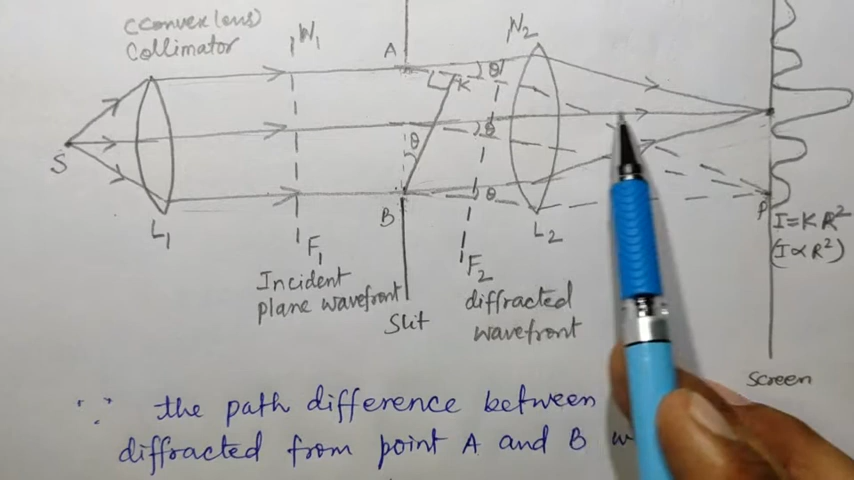 (Convex lens)
Collimator
W₁
A
W₂
θ
K
θ
θ
S
θ
B
P
L₁
F₁
L₂
F₂
I=KR²
(I∝R²)
Incident
plane wavefront
Slit
diffracted
wavefront
Screen
∵ the path difference between
diffracted from point A and B w